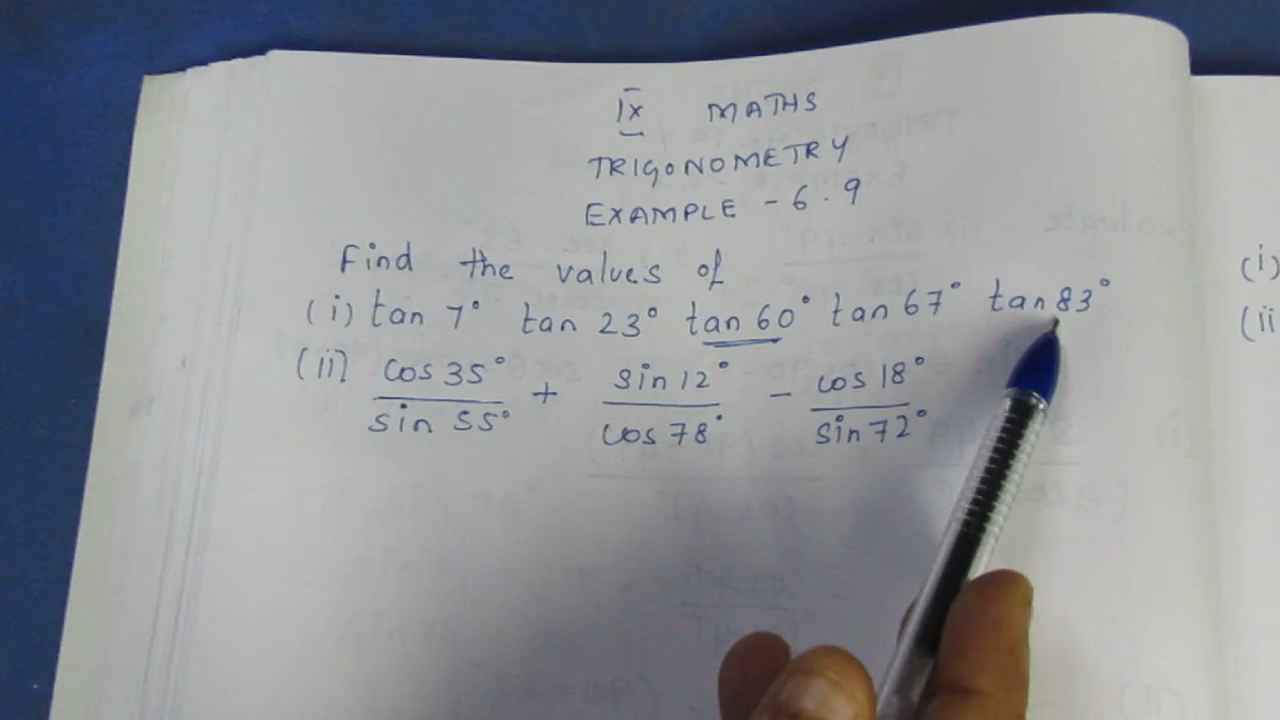 IX MATHS
TRIGONOMETRY
EXAMPLE - 6.9
Find the values of
(i) tan 7° tan 23° tan 60° tan 67° tan 83°
(ii) cos 35° / sin 55° + sin 12° / cos 78° - cos 18° / sin 72°
(i)
(ii